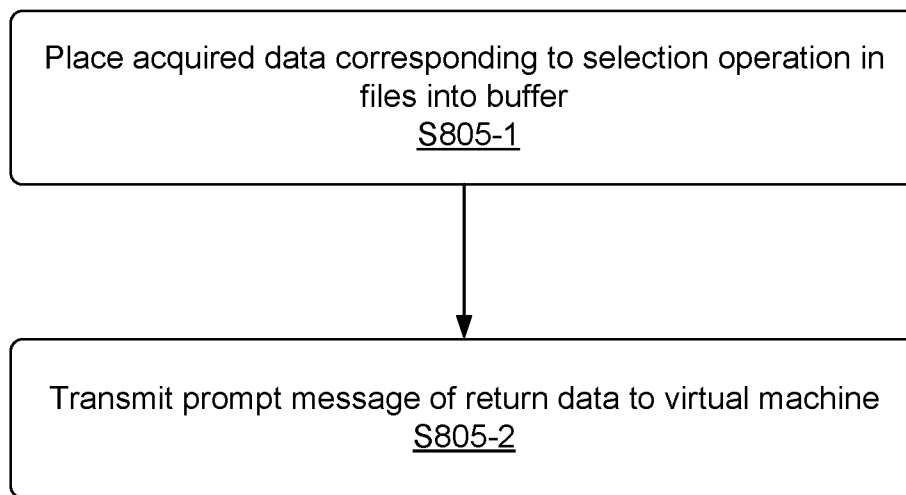 Place acquired data corresponding to selection operation in
files into buffer
S805-1
Transmit prompt message of return data to virtual machine
S805-2